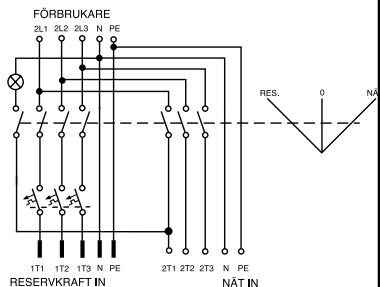 FÖRBRUKARE
2L1 2L2 2L3 N PE
RES. 0 NÄ
1T1 1T2 1T3 N PE 2T1 2T2 2T3 N PE
RESERVKRAFT IN NÄT IN